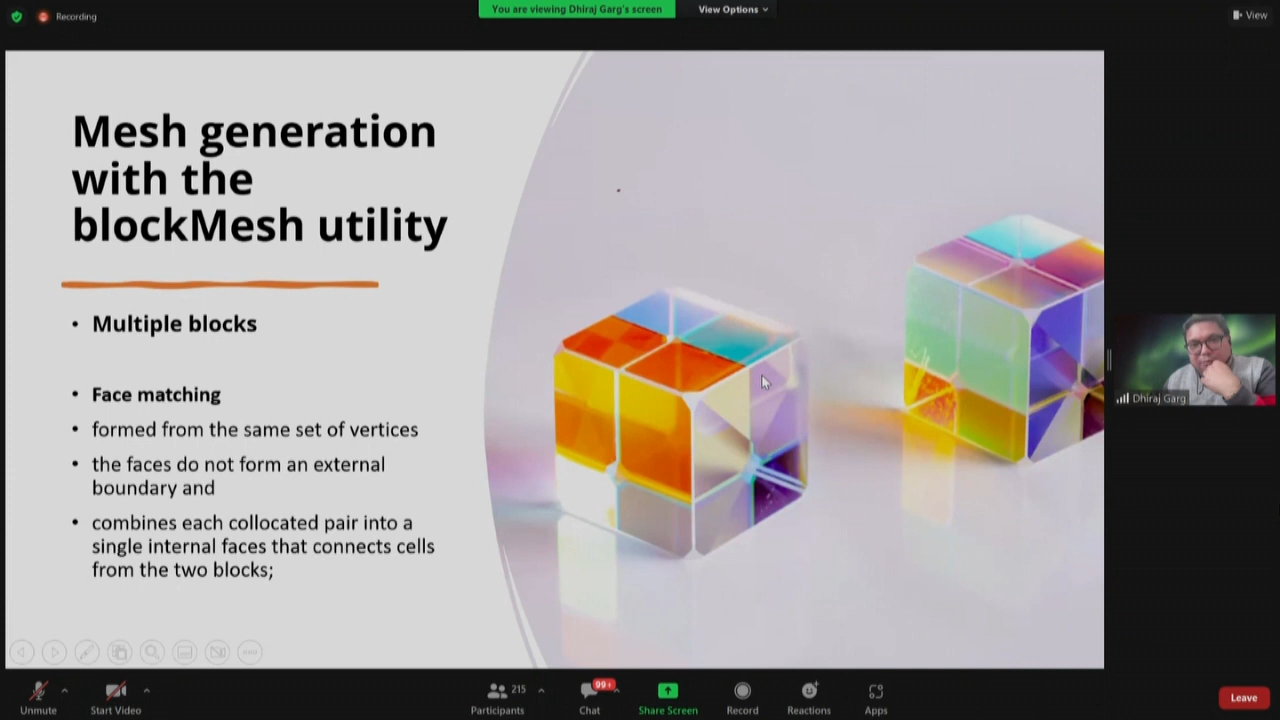 Recording
You are viewing Dhiraj Garg's screen
View Options
View
Mesh generation
with the
blockMesh utility
• Multiple blocks
• Face matching
• formed from the same set of vertices
• the faces do not form an external
boundary and
• combines each collocated pair into a
single internal faces that connects cells
from the two blocks;
Dhiraj Garg
Unmute
Start Video
215
Participants
99+
Chat
Share Screen
Record
Reactions
Apps
Leave